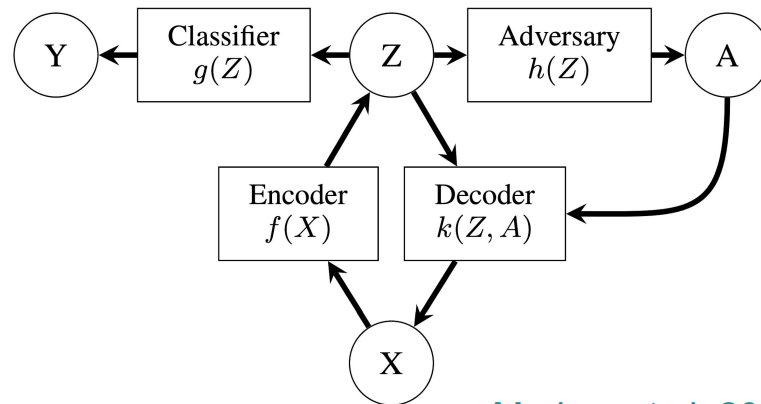 Y
Classifier
g(Z)
Z
Adversary
h(Z)
A
Encoder
f(X)
Decoder
k(Z, A)
X